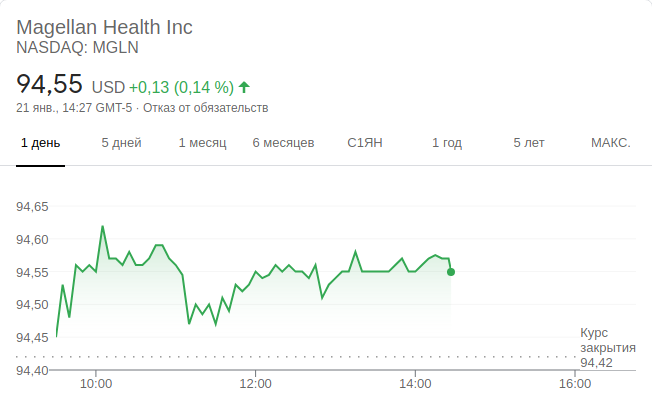 Magellan Health Inc
NASDAQ: MGLN
94,55 USD +0,13 (0,14 %)
21 янв., 14:27 GMT-5 · Отказ от обязательств
1 день 5 дней 1 месяц 6 месяцев С1ЯН 1 год 5 лет МАКС.
94,65
94,60
94,55
94,50
94,45
94,40
Курс
закрытия
94,42
10:00 12:00 14:00 16:00